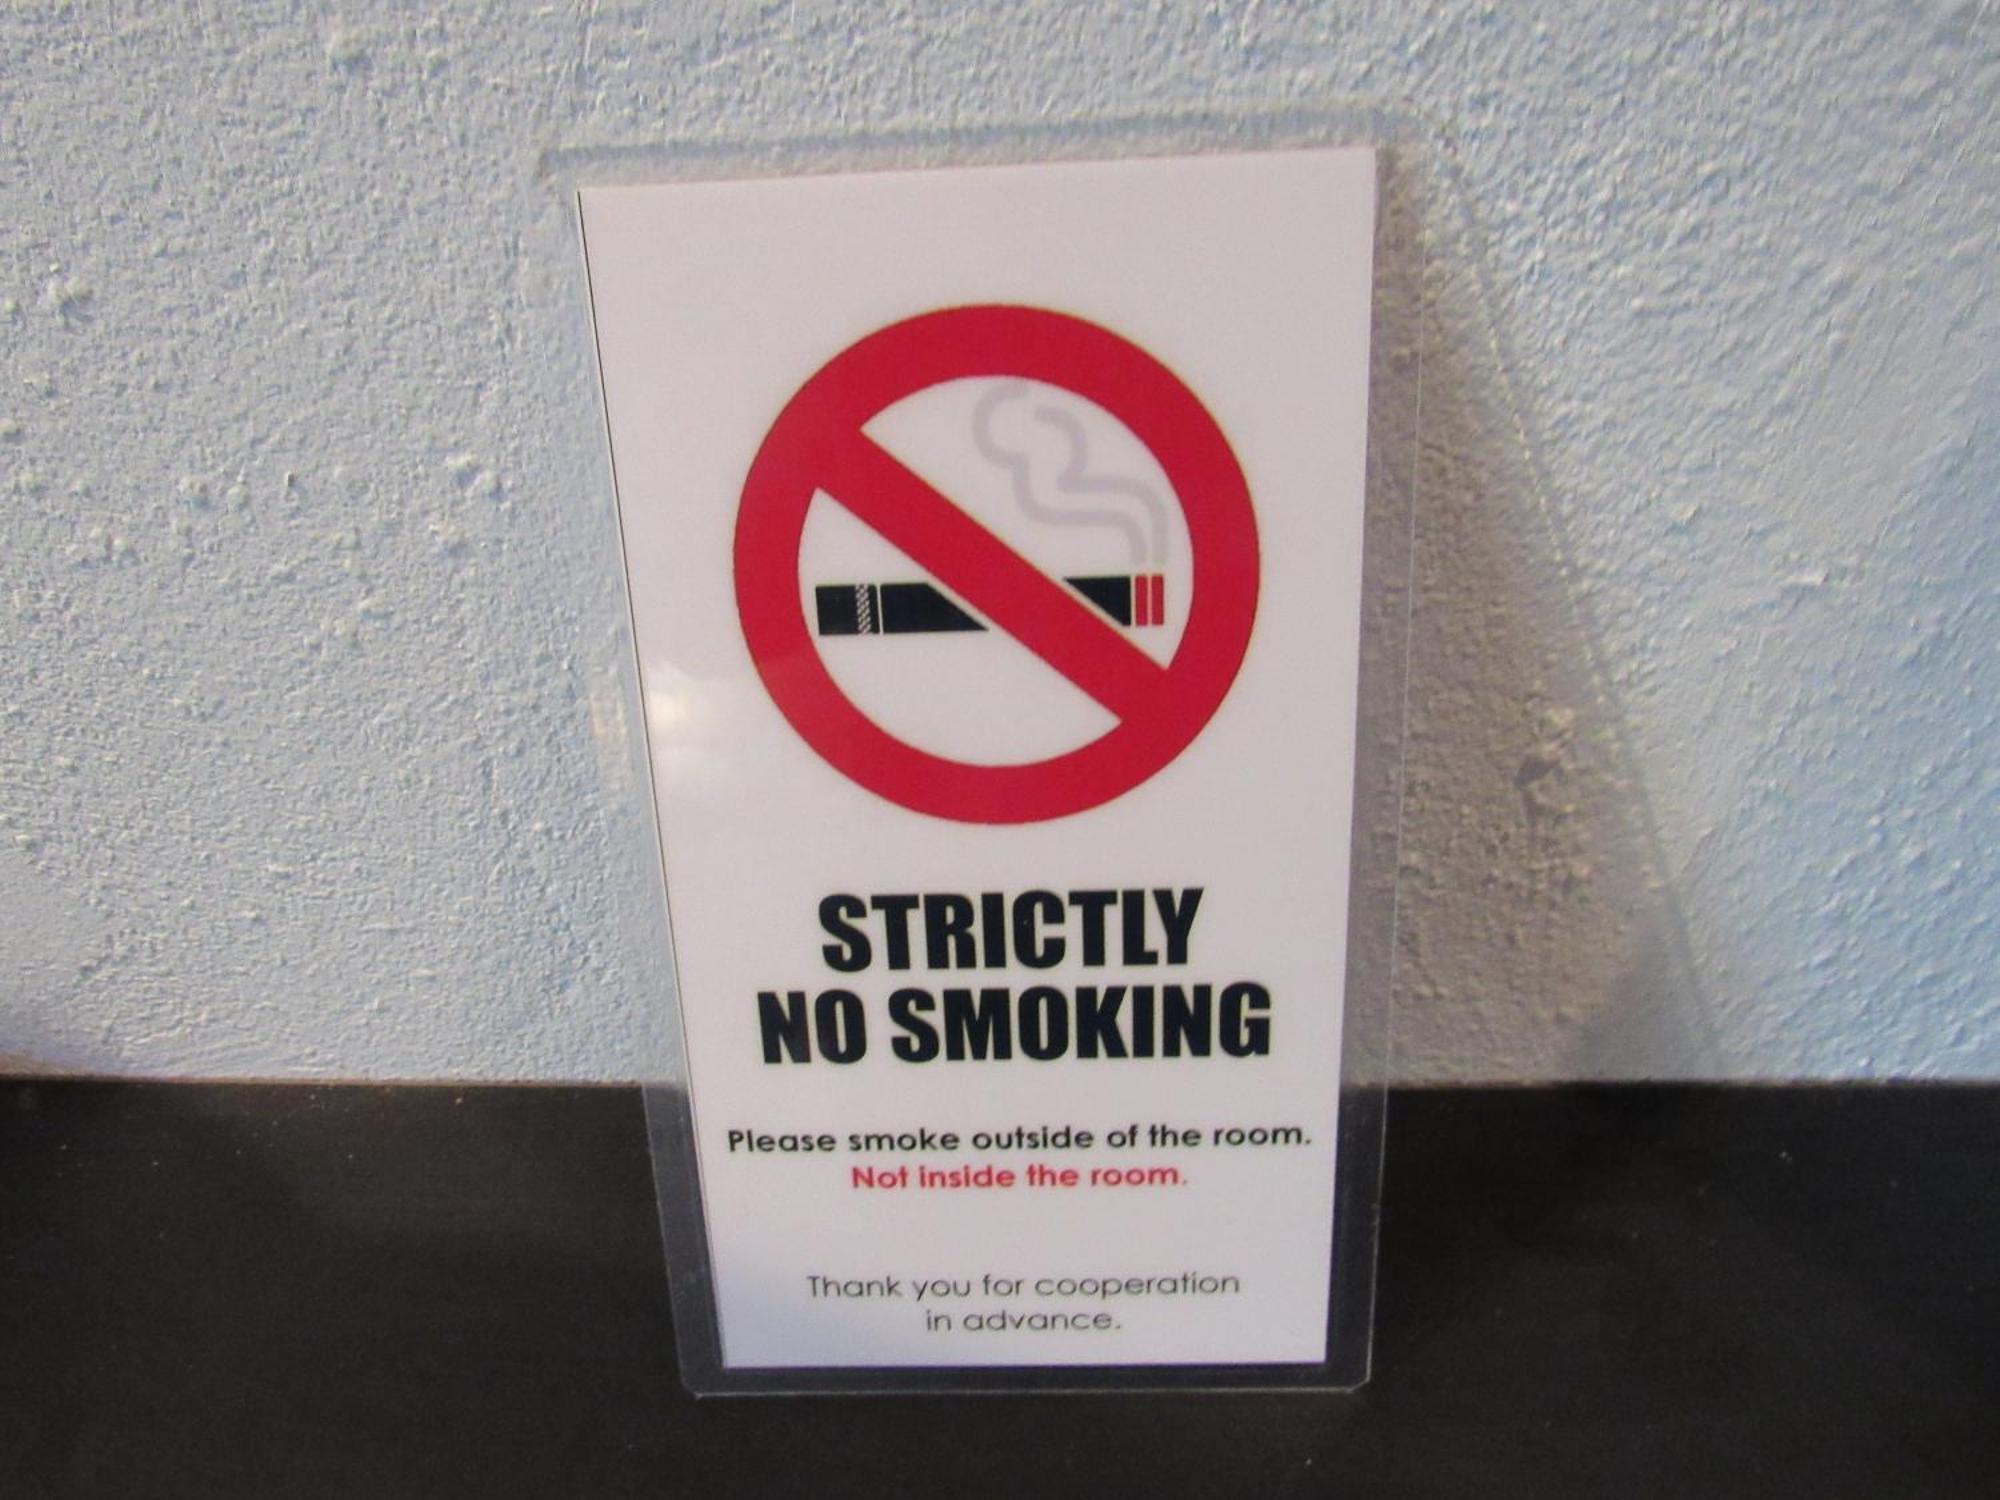 STRICTLY
NO SMOKING
Please smoke outside of the room.
Not inside the room.
Thank you for cooperation
in advance.